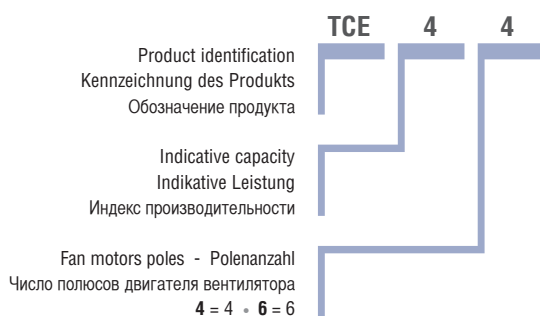 TCE 4 4
Product identification
Kennzeichnung des Produkts
Обозначение продукта
Indicative capacity
Indikative Leistung
Индекс производительности
Fan motors poles - Polenanzahl
Число полюсов двигателя вентилятора
4 = 4 • 6 = 6